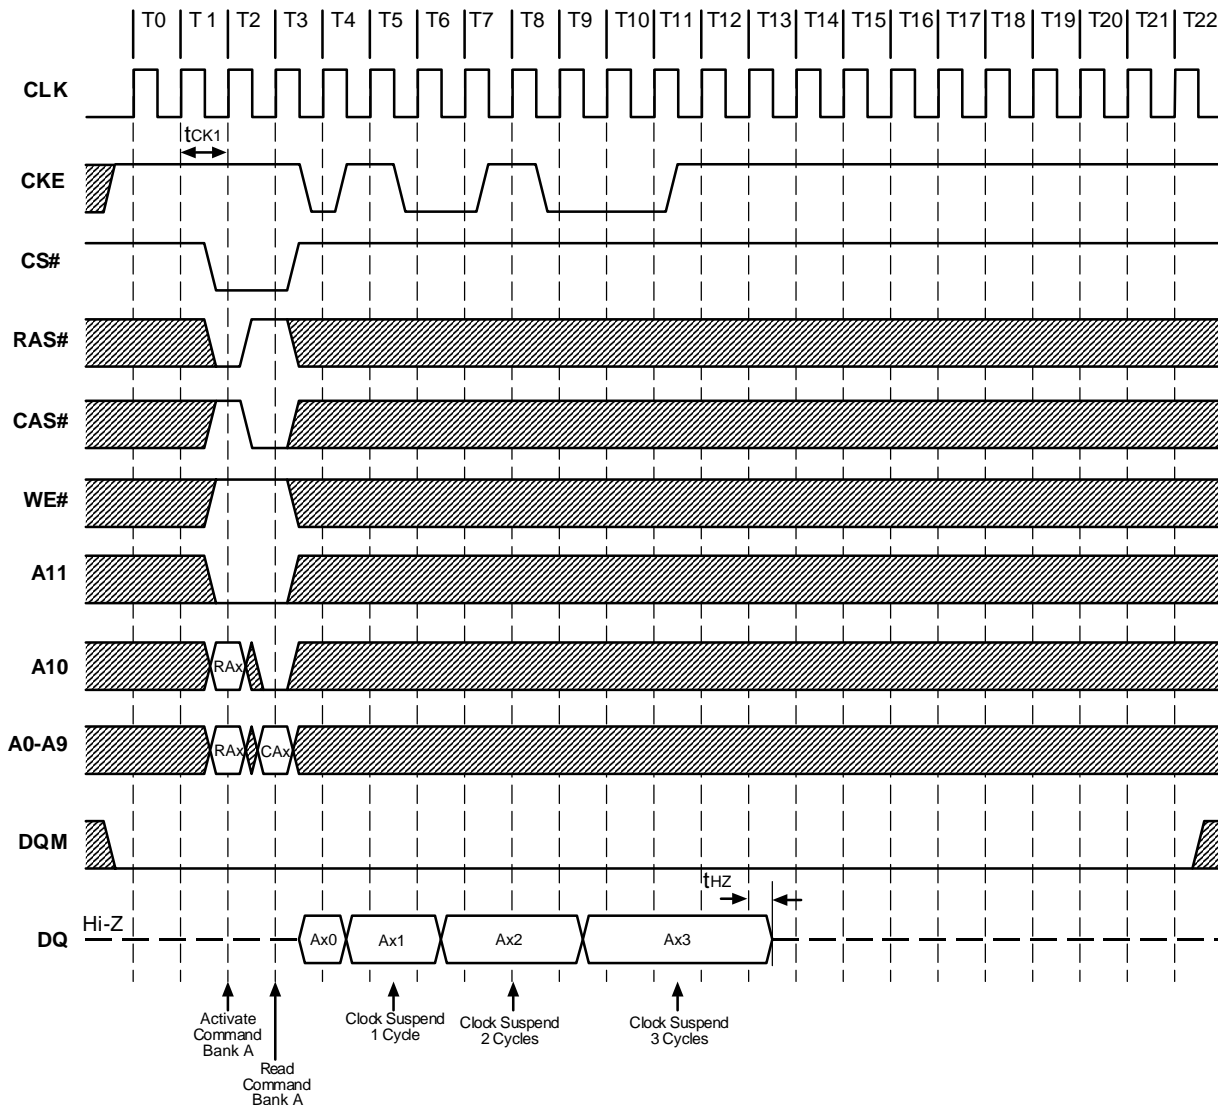 T0 T 1 T2 T3 T4 T5 T6 T7 T8 T9 T10 T11 T12 T13 T14 T15 T16 T17 T18 T19 T20 T21 T22
CLK
tCK1
CKE
CS#
RAS#
CAS#
WE#
A11
A10 RAx
A0-A9 RAx CAx
DQM
tHZ
Hi-Z
DQ Ax0 Ax1 Ax2 Ax3
Activate
Command
Bank A
Read
Command
Bank A
Clock Suspend
1 Cycle
Clock Suspend
2 Cycles
Clock Suspend
3 Cycles